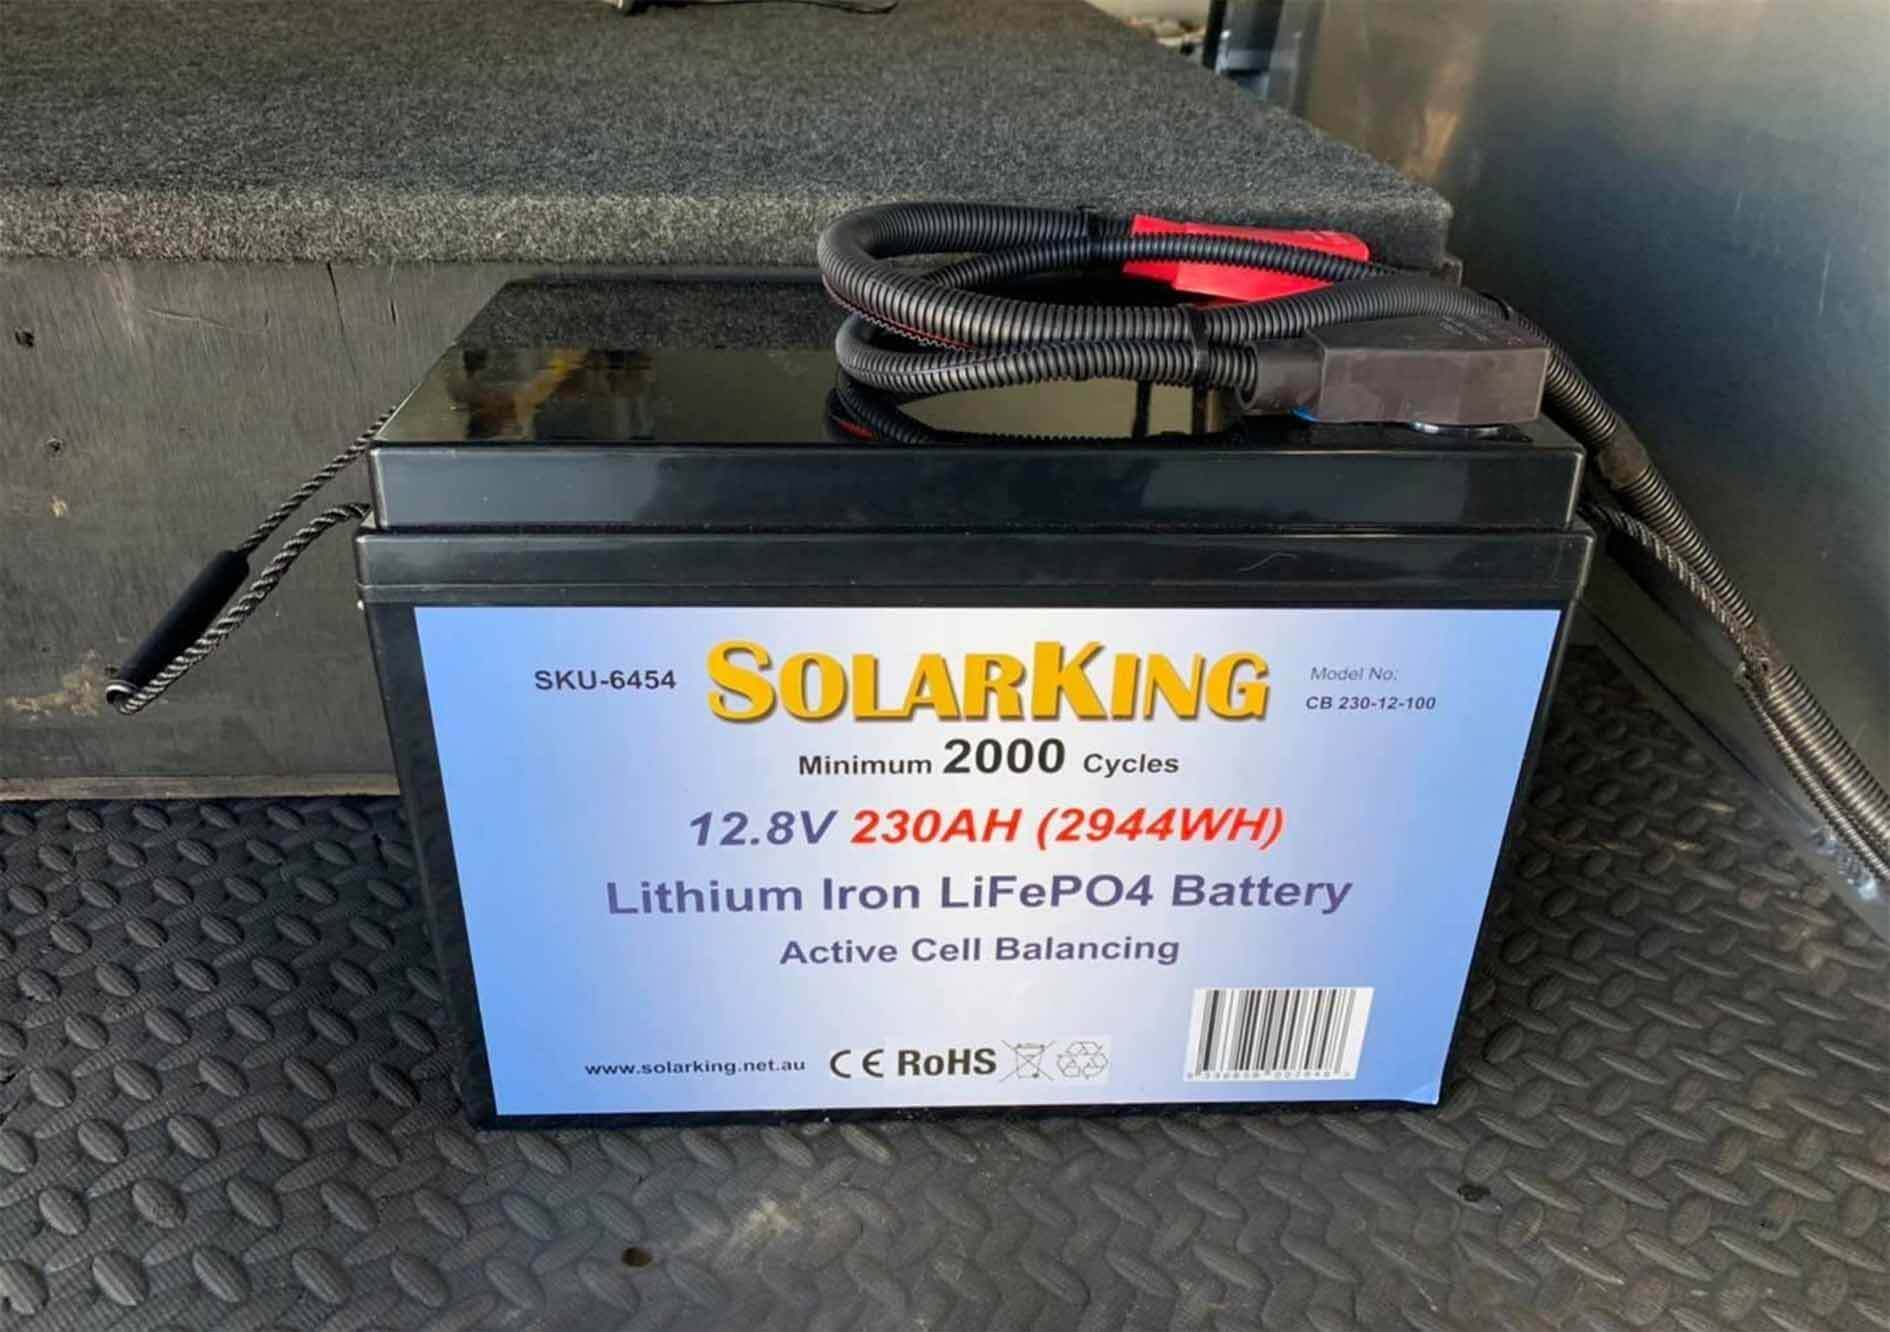 SKU-6454
SOLARKING
Model No:
CB 230-12-100
Minimum 2000 Cycles
12.8V 230AH (2944WH)
Lithium Iron LiFePO4 Battery
Active Cell Balancing
www.solarking.net.au CE RoHS